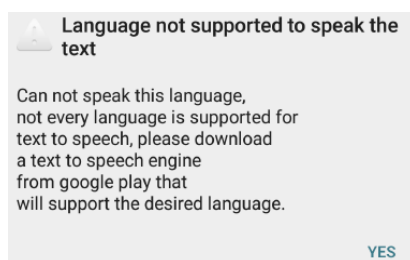 Language not supported to speak the
text
Can not speak this language,
not every language is supported for
text to speech, please download
a text to speech engine
from google play that
will support the desired language.
YES